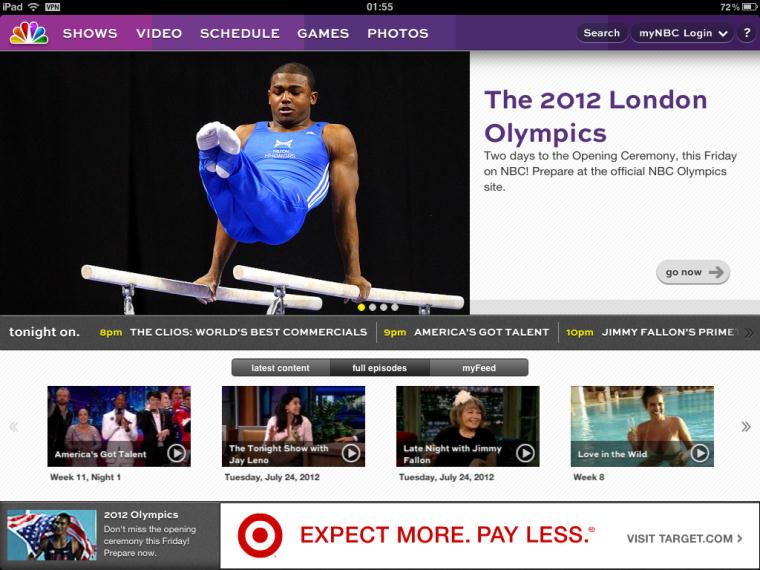 iPad VPN 01:55 72%
SHOWS VIDEO SCHEDULE GAMES PHOTOS Search myNBC Login ?
The 2012 London
Olympics
Two days to the Opening Ceremony, this Friday
on NBC! Prepare at the official NBC Olympics
site.
go now
tonight on. 8pm THE CLIOS: WORLD'S BEST COMMERCIALS 9pm AMERICA'S GOT TALENT 10pm JIMMY FALLON'S PRIME
latest content full episodes myFeed
America's Got Talent
Week 11, Night 1
The Tonight Show with
Jay Leno
Tuesday, July 24, 2012
Late Night with Jimmy
Fallon
Tuesday, July 24, 2012
Love in the Wild
Week 8
2012 Olympics
Don't miss the opening
ceremony this Friday!
Prepare now.
EXPECT MORE. PAY LESS.®
VISIT TARGET.COM